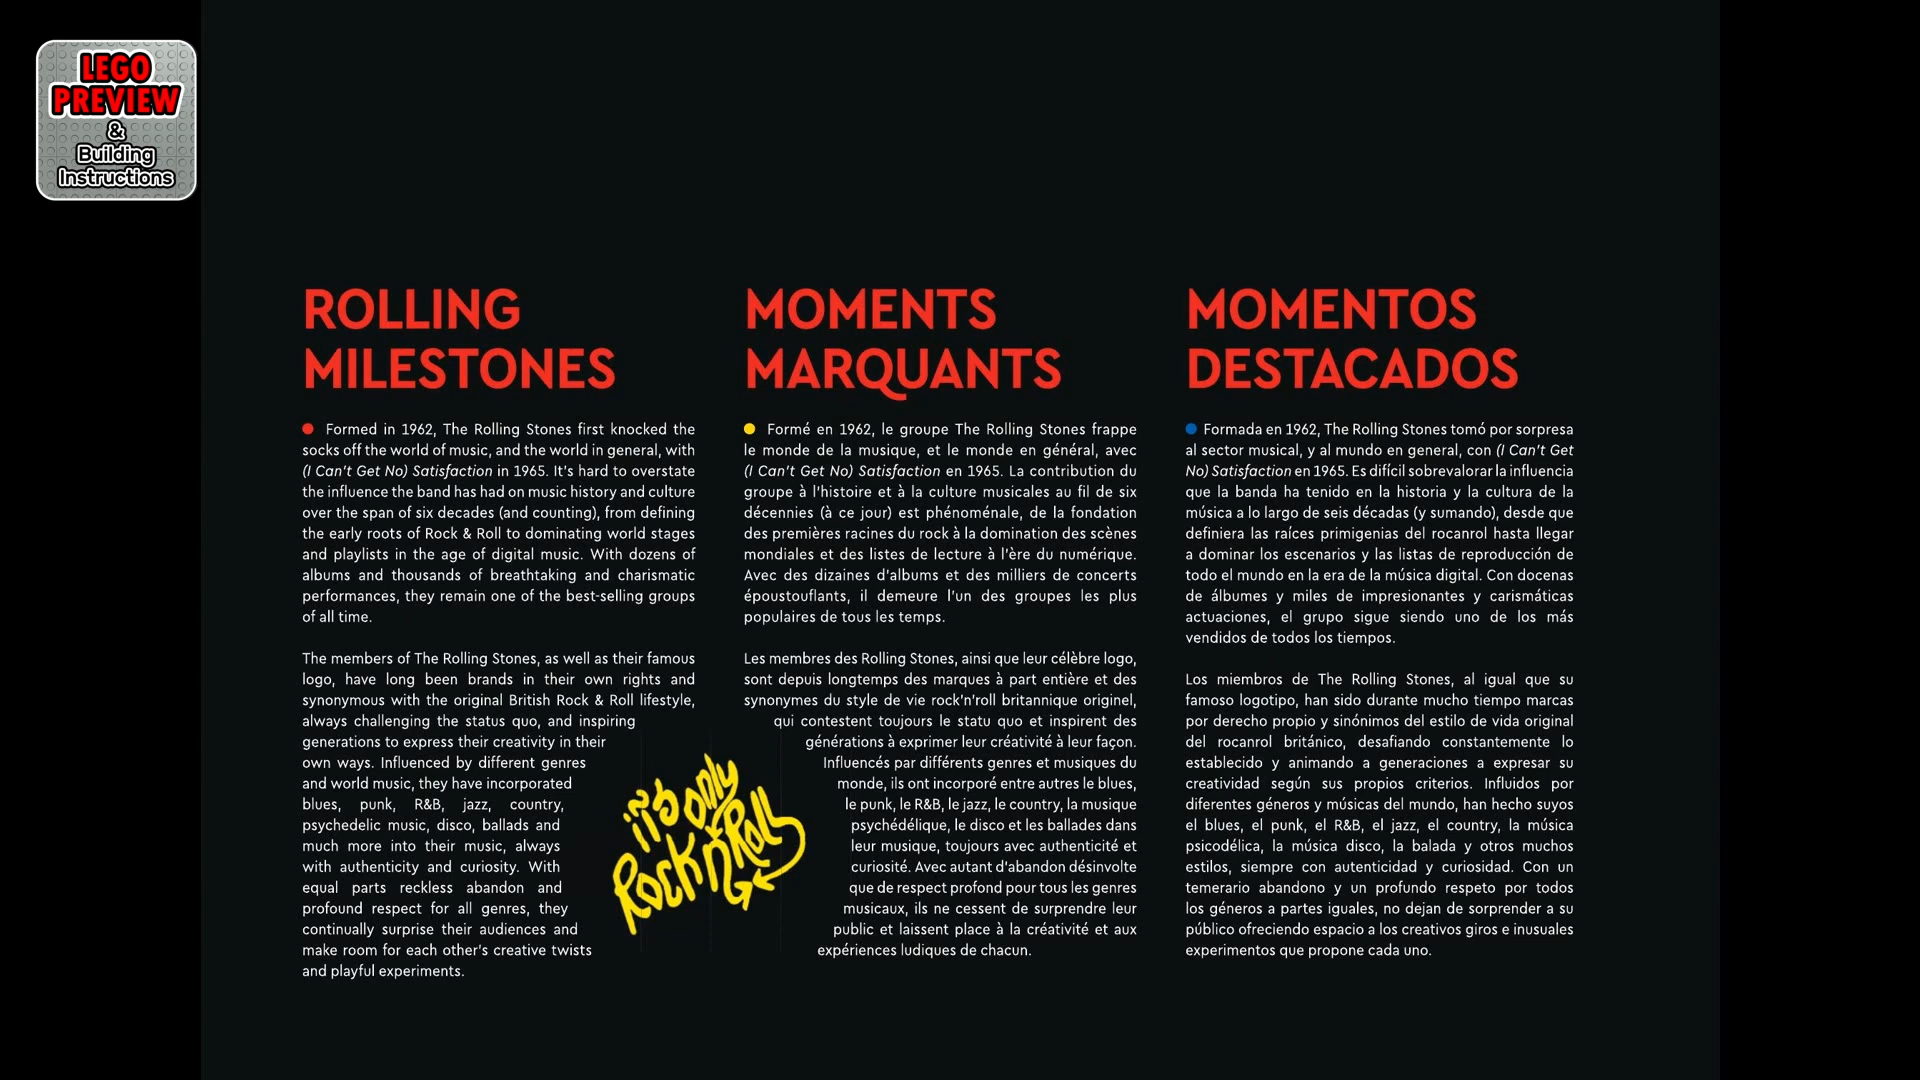 LEGO
PREVIEW
&
Building
Instructions
ROLLING
MILESTONES
Formed in 1962, The Rolling Stones first knocked the
socks off the world of music, and the world in general, with
(I Can't Get No) Satisfaction in 1965. It's hard to overstate
the influence the band has had on music history and culture
over the span of six decades (and counting), from defining
the early roots of Rock & Roll to dominating world stages
and playlists in the age of digital music. With dozens of
albums and thousands of breathtaking and charismatic
performances, they remain one of the best-selling groups
of all time.
The members of The Rolling Stones, as well as their famous
logo, have long been brands in their own rights and
synonymous with the original British Rock & Roll lifestyle,
always challenging the status quo, and inspiring
generations to express their creativity in their
own ways. Influenced by different genres
and world music, they have incorporated
blues, punk, R&B, jazz, country,
psychedelic music, disco, ballads and
much more into their music, always
with authenticity and curiosity. With
equal parts reckless abandon and
profound respect for all genres, they
continually surprise their audiences and
make room for each other's creative twists
and playful experiments.
it's only
Rock n Roll
MOMENTS
MARQUANTS
Formé en 1962, le groupe The Rolling Stones frappe
le monde de la musique, et le monde en général, avec
(I Can't Get No) Satisfaction en 1965. La contribution du
groupe à l'histoire et à la culture musicales au fil de six
décennies (à ce jour) est phénoménale, de la fondation
des premières racines du rock à la domination des scènes
mondiales et des listes de lecture à l'ère du numérique.
Avec des dizaines d'albums et des milliers de concerts
époustouflants, il demeure l'un des groupes les plus
populaires de tous les temps.
Les membres des Rolling Stones, ainsi que leur célèbre logo,
sont depuis longtemps des marques à part entière et des
synonymes du style de vie rock'n'roll britannique originel,
qui contestent toujours le statu quo et inspirent des
générations à exprimer leur créativité à leur façon.
Influencés par différents genres et musiques du
monde, ils ont incorporé entre autres le blues,
le punk, le R&B, le jazz, le country, la musique
psychédélique, le disco et les ballades dans
leur musique, toujours avec authenticité et
curiosité. Avec autant d'abandon désinvolte
que de respect profond pour tous les genres
musicaux, ils ne cessent de surprendre leur
public et laissent place à la créativité et aux
expériences ludiques de chacun.
MOMENTOS
DESTACADOS
Formada en 1962, The Rolling Stones tomó por sorpresa
al sector musical, y al mundo en general, con (I Can't Get
No) Satisfaction en 1965. Es difícil sobrevalorar la influencia
que la banda ha tenido en la historia y la cultura de la
música a lo largo de seis décadas (y sumando), desde que
definiera las raíces primigenias del rocanrol hasta llegar
a dominar los escenarios y las listas de reproducción de
todo el mundo en la era de la música digital. Con docenas
de álbumes y miles de impresionantes y carismáticas
actuaciones, el grupo sigue siendo uno de los más
vendidos de todos los tiempos.
Los miembros de The Rolling Stones, al igual que su
famoso logotipo, han sido durante mucho tiempo marcas
por derecho propio y sinónimos del estilo de vida original
del rocanrol británico, desafiando constantemente lo
establecido y animando a generaciones a expresar su
creatividad según sus propios criterios. Influidos por
diferentes géneros y músicas del mundo, han hecho suyos
el blues, el punk, el R&B, el jazz, el country, la música
psicodélica, la música disco, la balada y otros muchos
estilos, siempre con autenticidad y curiosidad. Con un
temerario abandono y un profundo respeto por todos
los géneros a partes iguales, no dejan de sorprender a su
público ofreciendo espacio a los creativos giros e inusuales
experimentos que propone cada uno.